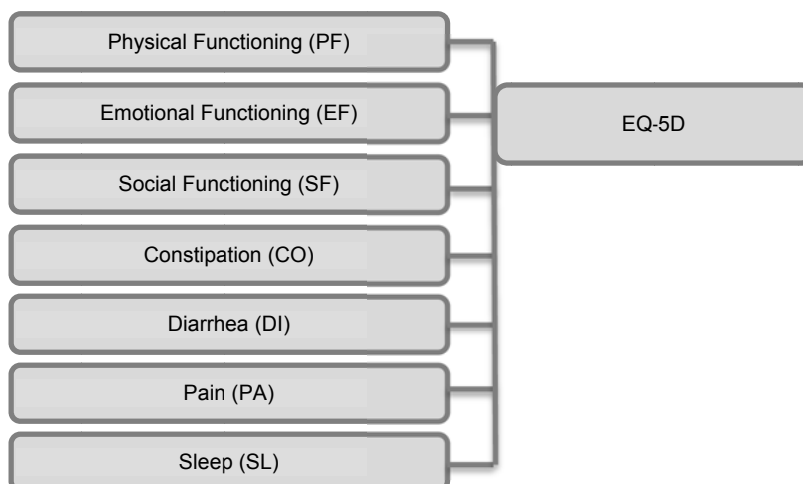 Physical Functioning (PF)
Emotional Functioning (EF)
EQ-5D
Social Functioning (SF)
Constipation (CO)
Diarrhea (DI)
Pain (PA)
Sleep (SL)